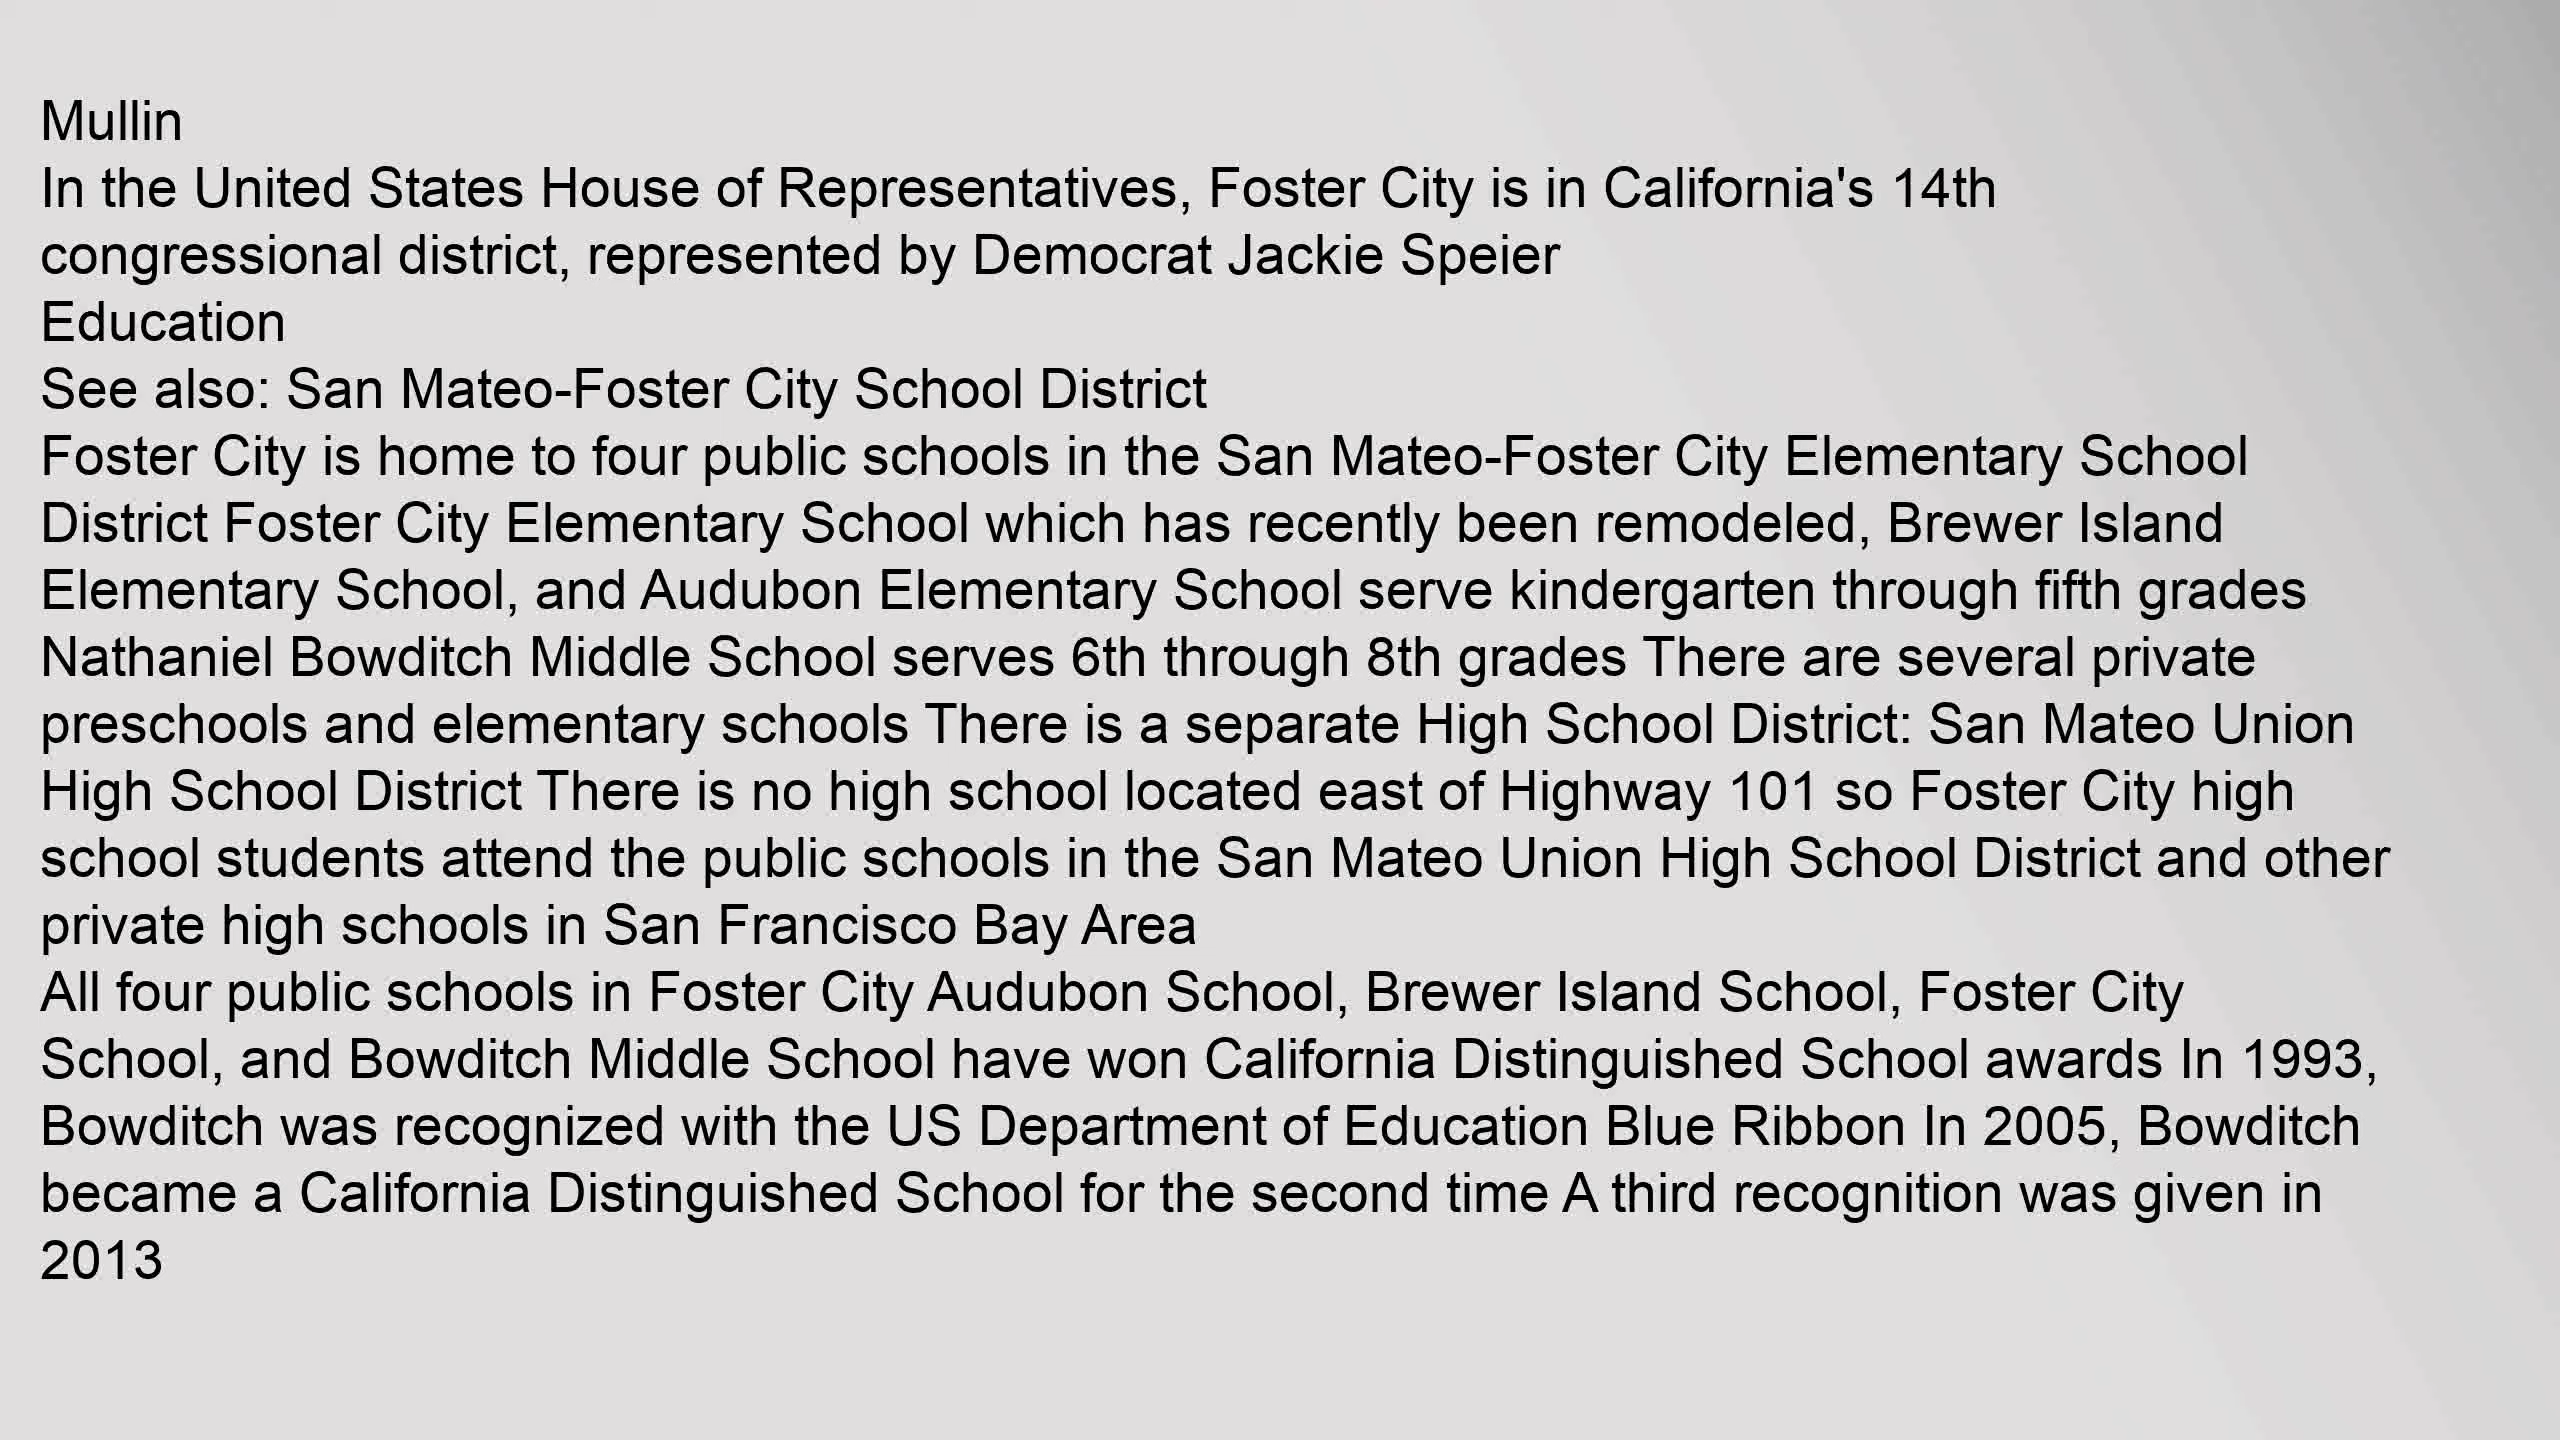 Mullin
In the United States House of Representatives, Foster City is in California's 14th
congressional district, represented by Democrat Jackie Speier
Education
See also: San Mateo-Foster City School District
Foster City is home to four public schools in the San Mateo-Foster City Elementary School
District Foster City Elementary School which has recently been remodeled, Brewer Island
Elementary School, and Audubon Elementary School serve kindergarten through fifth grades
Nathaniel Bowditch Middle School serves 6th through 8th grades There are several private
preschools and elementary schools There is a separate High School District: San Mateo Union
High School District There is no high school located east of Highway 101 so Foster City high
school students attend the public schools in the San Mateo Union High School District and other
private high schools in San Francisco Bay Area
All four public schools in Foster City Audubon School, Brewer Island School, Foster City
School, and Bowditch Middle School have won California Distinguished School awards In 1993,
Bowditch was recognized with the US Department of Education Blue Ribbon In 2005, Bowditch
became a California Distinguished School for the second time A third recognition was given in
2013